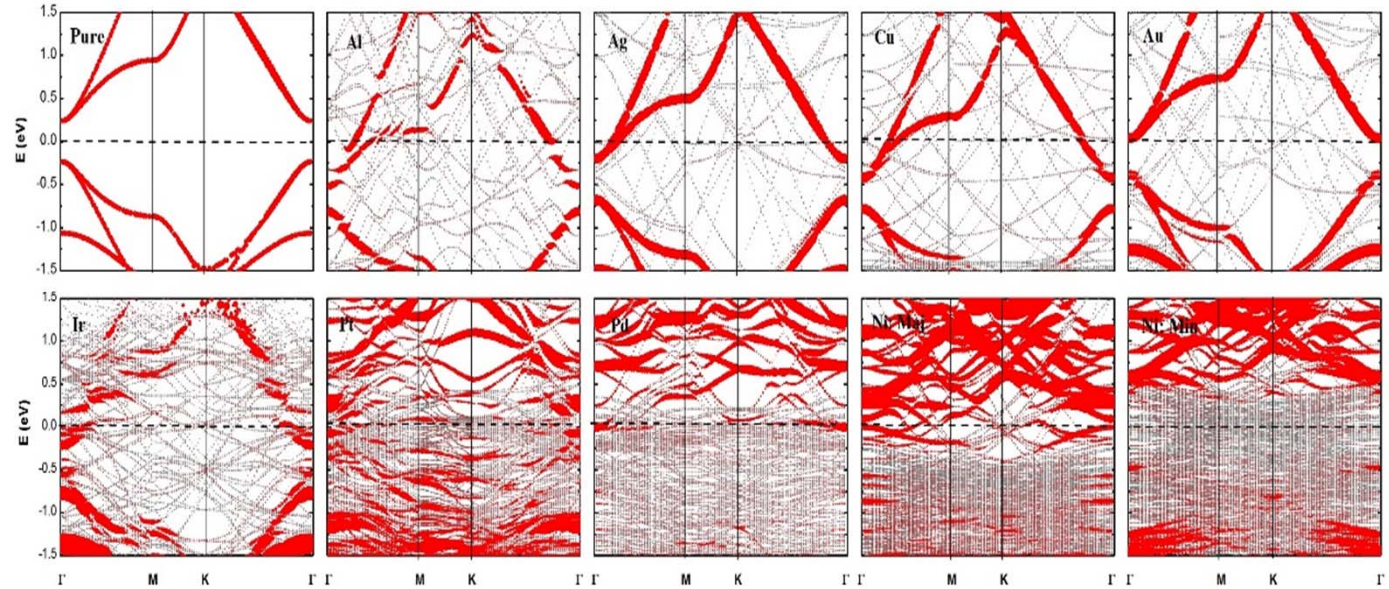 Pure
Al
Ag
Cu
Au
1.5
1.0
0.5
0.0
-0.5
-1.0
-1.5
E (eV)
Ir
Pt
Pd
Ni: Maj
Ni: Min
1.5
1.0
0.5
0.0
-0.5
-1.0
-1.5
E (eV)
Γ M K Γ Γ M K Γ Γ M K Γ Γ M K Γ Γ M K Γ